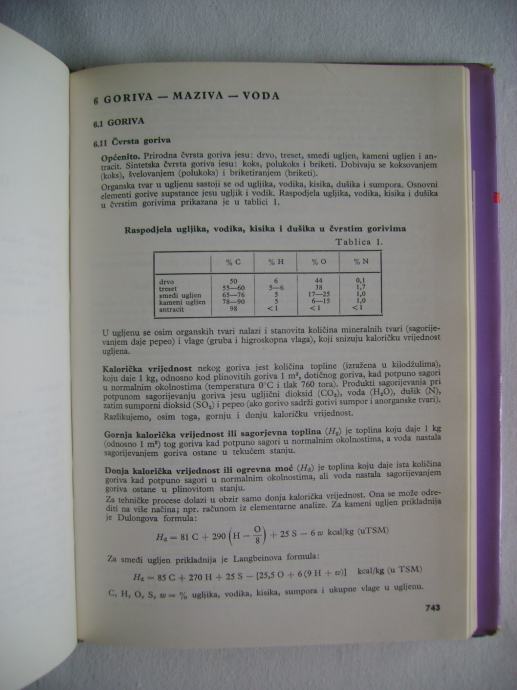 6 GORIVA — MAZIVA — VODA
6.1 GORIVA
6.11 Čvrsta goriva
Općenito. Prirodna čvrsta goriva jesu: drvo, treset, smeđi ugljen, kameni ugljen i an-
tracit. Sintetska čvrsta goriva jesu: koks, polukoks i briketi. Dobivaju se koksovanjem
(koks), švelovanjem (polukoks) i briketiranjem (briketi).
Organska tvar u ugljenu sastoji se od ugljika, vodika, kisika, dušika i sumpora. Osnovni
elementi gorive supstance jesu ugljik i vodik. Raspodjela ugljika, vodika, kisika i dušika
u čvrstim gorivima prikazana je u tablici 1.
Raspodjela ugljika, vodika, kisika i dušika u čvrstim gorivima
Tablica 1.
% C % H % O % N
drvo 50 6 44 0,1
treset 55—60 5—6 38 1,7
smeđi ugljen 65—76 5 17—25 1,0
kameni ugljen 78—90 5 6—15 1,0
antracit 98 <1 <1 <1
U ugljenu se osim organskih tvari nalazi i stanovita količina mineralnih tvari (sagorije-
vanjem daje pepeo) i vlage (gruba i higroskopna vlaga), koji snizuju kaloričku vrijednost
ugljena.
Kalorička vrijednost nekog goriva jest količina topline (izražena u kilodžulima),
koju daje 1 kg, odnosno kod plinovitih goriva 1 m³, dotičnog goriva, kad potpuno sagori
u normalnim okolnostima (temperatura 0°C i tlak 760 tora). Produkti sagorijevanja pri
potpunom sagorijevanju goriva jesu ugljični dioksid (CO₂), voda (H₂O), dušik (N),
zatim sumporni dioksid (SO₂) i pepeo (ako gorivo sadrži gorivi sumpor i anorganske tvari).
Razlikujemo, osim toga, gornju i donju kaloričku vrijednost.
Gornja kalorička vrijednost ili sagorjevna toplina (Hg) je toplina koju daje 1 kg
(odnosno 1 m³) tog goriva kad potpuno sagori u normalnim okolnostima, a voda nastala
sagorijevanjem goriva ostane u tekućem stanju.
Donja kalorička vrijednost ili ogrevna moć (Hd) je toplina koju daje ista količina
goriva kad potpuno sagori u normalnim okolnostima, ali voda nastala sagorijevanjem
goriva ostane u plinovitom stanju.
Za tehničke procese dolazi u obzir samo donja kalorička vrijednost. Ona se može odre-
diti na više načina; npr. računom iz elementarne analize. Za kameni ugljen prikladnija
je Dulongova formula:
Hd = 81 C + 290 (H − O/8) + 25 S − 6 w kcal/kg (uTSM)
Za smeđi ugljen prikladnija je Langbeinova formula:
Hd = 85 C + 270 H + 25 S − [25,5 O + 6 (9 H + w)] kcal/kg (u TSM)
C, H, O, S, w = % ugljika, vodika, kisika, sumpora i ukupne vlage u ugljenu.
743